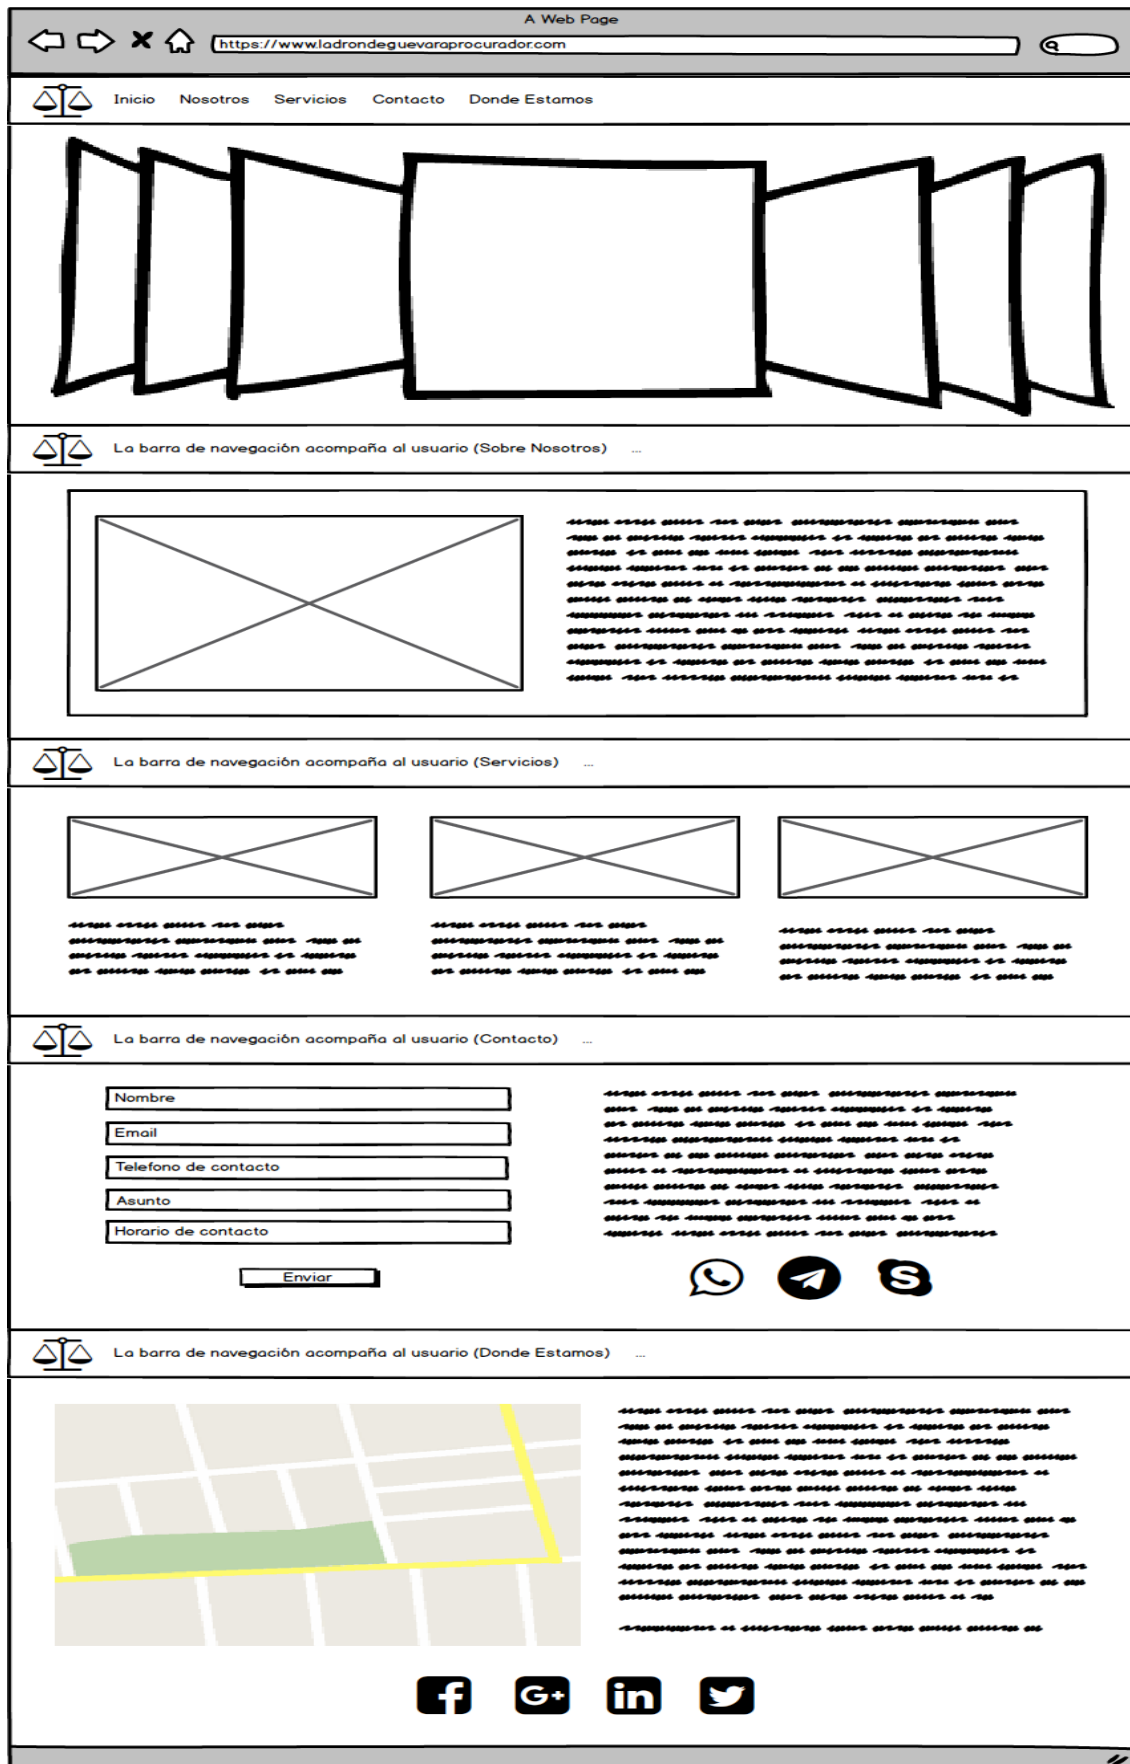 A Web Page
https://www.ladrondeguevaraprocurador.com
Inicio Nosotros Servicios Contacto Donde Estamos
La barra de navegación acompaña al usuario (Sobre Nosotros) ...
La barra de navegación acompaña al usuario (Servicios) ...
La barra de navegación acompaña al usuario (Contacto) ...
Nombre
Email
Telefono de contacto
Asunto
Horario de contacto
Enviar
La barra de navegación acompaña al usuario (Donde Estamos) ...